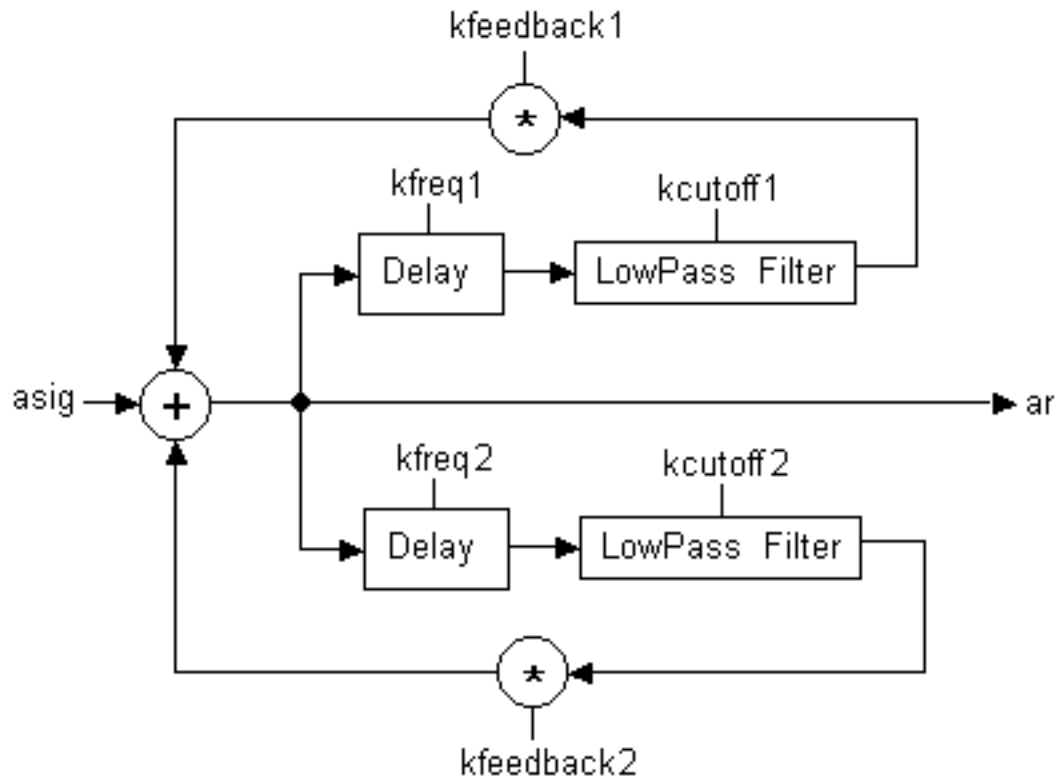 kfeedback1
*
kfreq1
kcutoff1
Delay
LowPass Filter
asig
+
ar
kfreq2
kcutoff2
Delay
LowPass Filter
*
kfeedback2